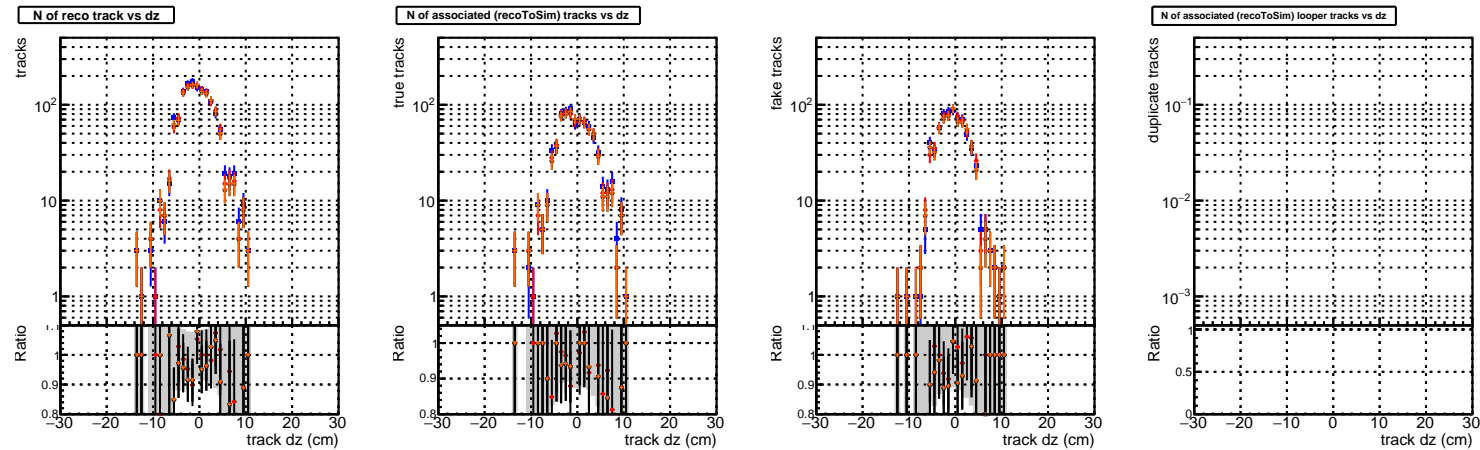 N of reco track vs dz
tracks
10²
10
1
Ratio
1.1
1
0.9
0.8
−30 −20 −10 0 10 20 30
track dz (cm)
N of associated (recoToSim) tracks vs dz
true tracks
10²
10
1
Ratio
1
0.9
0.8
−30 −20 −10 0 10 20 30
track dz (cm)
fake tracks
10²
10
1
Ratio
1.1
1
0.9
0.8
−30 −20 −10 0 10 20 30
track dz (cm)
N of associated (recoToSim) looper tracks vs dz
duplicate tracks
10⁻¹
10⁻²
10⁻³
Ratio
1
0.5
0
−30 −20 −10 0 10 20 30
track dz (cm)